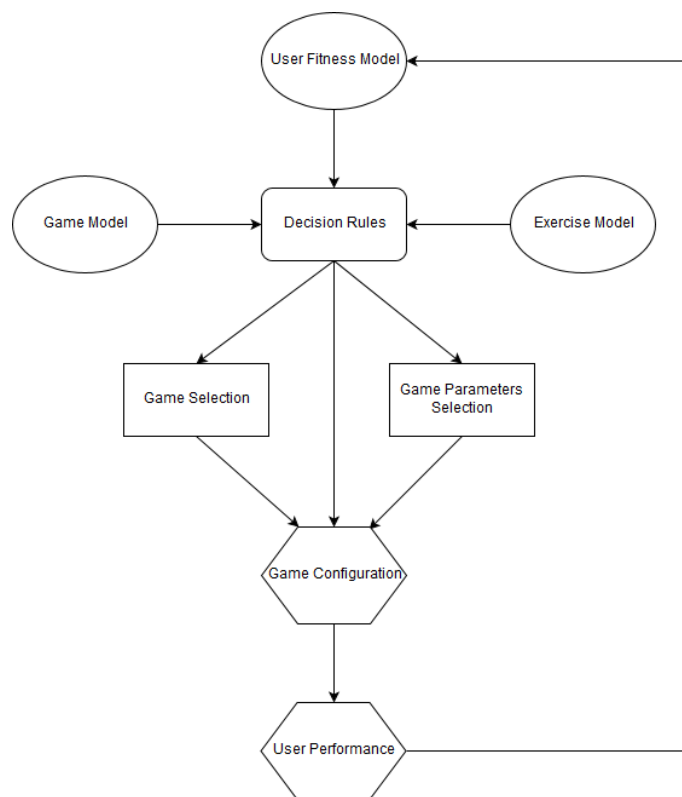 User Fitness Model
Game Model
Decision Rules
Exercise Model
Game Selection
Game Parameters
Selection
Game Configuration
User Performance